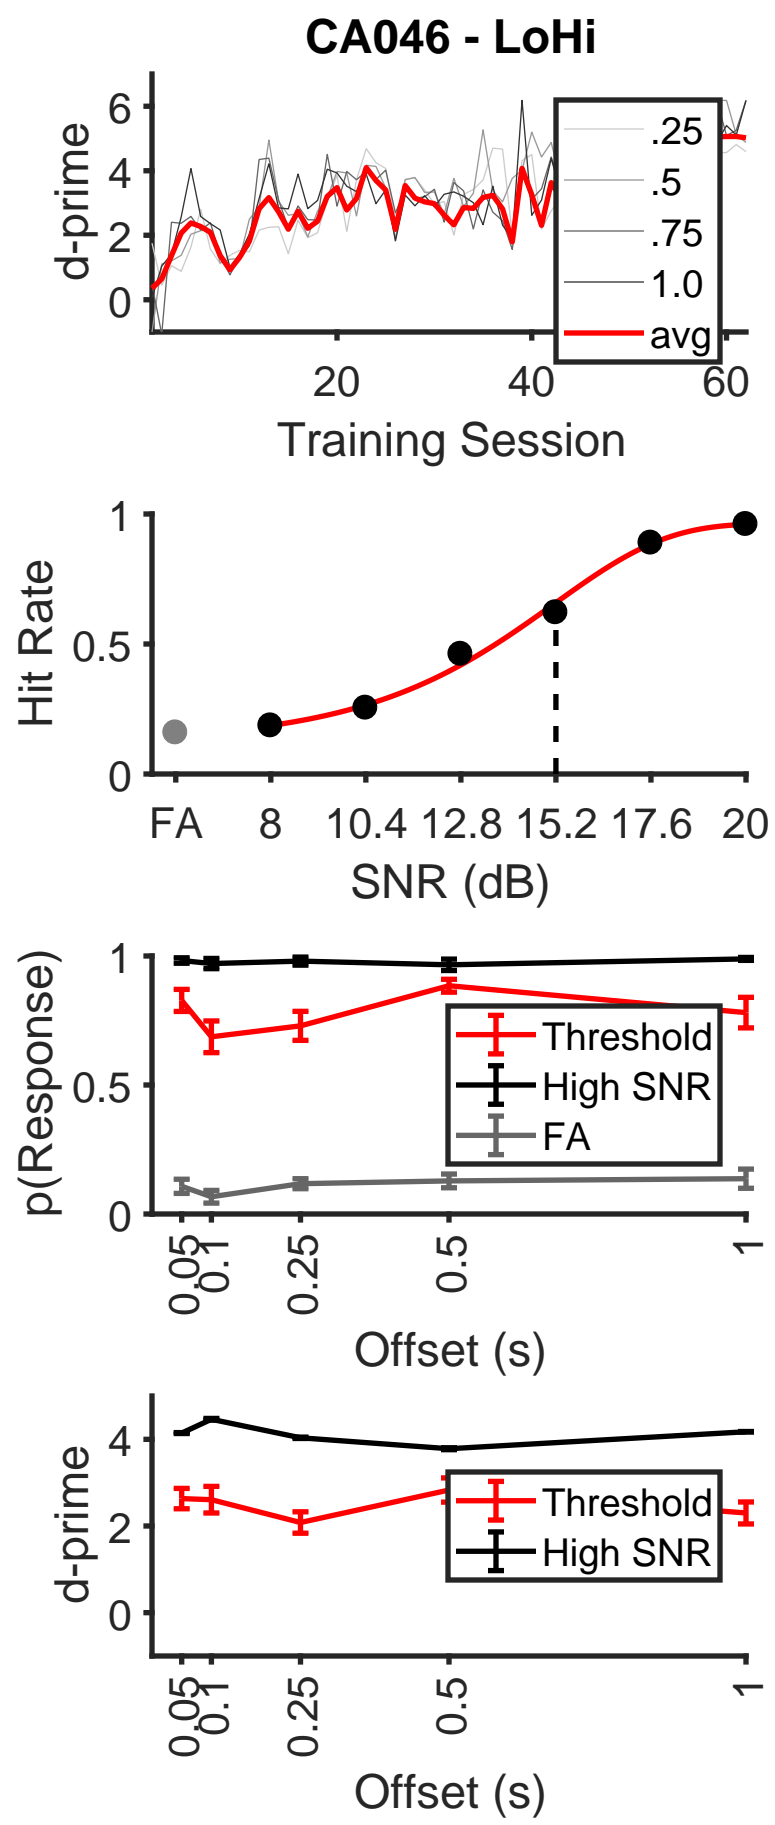 CA046 - LoHi
d-prime
6
4
2
0
.25
.5
.75
1.0
avg
20 40 60
Training Session
Hit Rate
1
0.5
0
FA 8 10.4 12.8 15.2 17.6 20
SNR (dB)
p(Response)
1
0.5
0
Threshold
High SNR
FA
0.05 0.1 0.25 0.5 1
Offset (s)
d-prime
4
2
0
Threshold
High SNR
0.05 0.1 0.25 0.5 1
Offset (s)